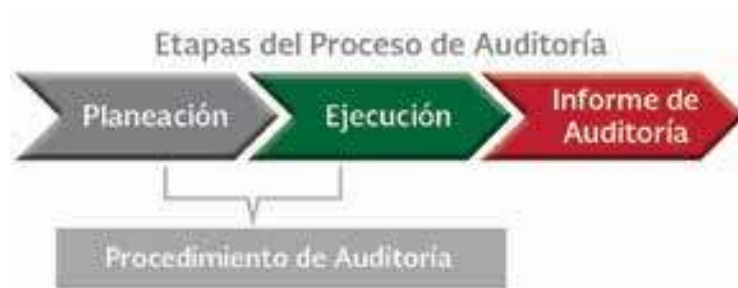 Etapas del Proceso de Auditoría
Planeación
Ejecución
Informe de
Auditoría
Procedimiento de Auditoría